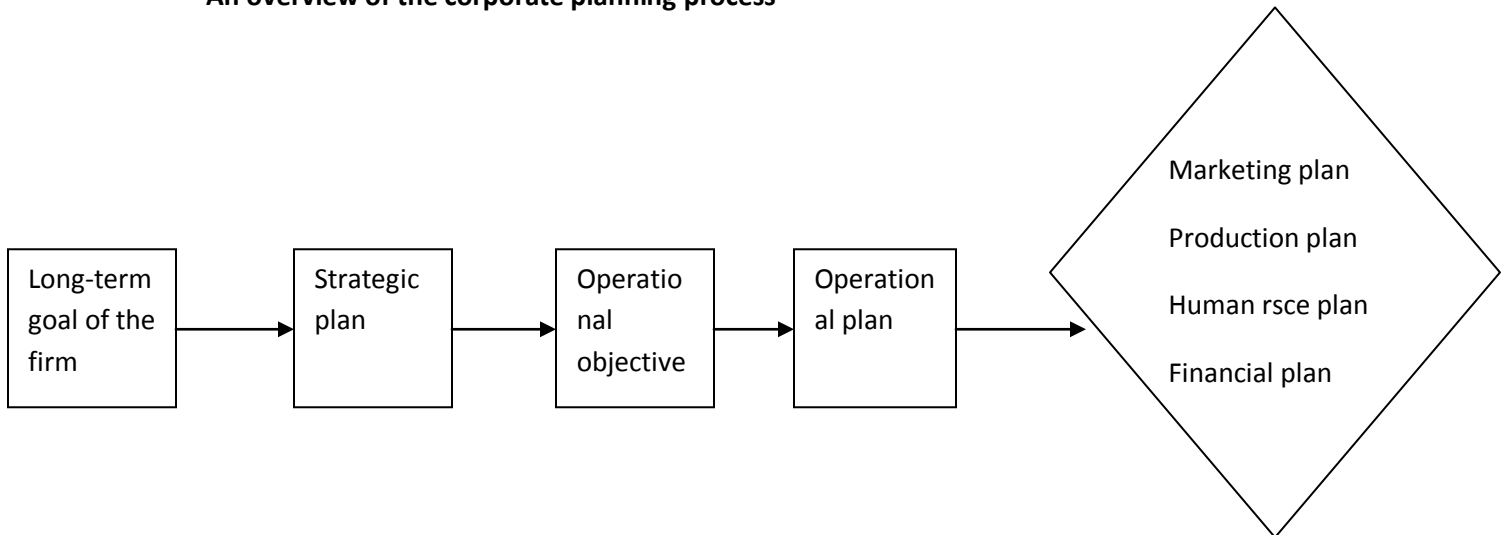 An overview of the corporate planning process
Long-term
goal of the
firm
Strategic
plan
Operatio
nal
objective
Operation
al plan
Marketing plan
Production plan
Human rsce plan
Financial plan